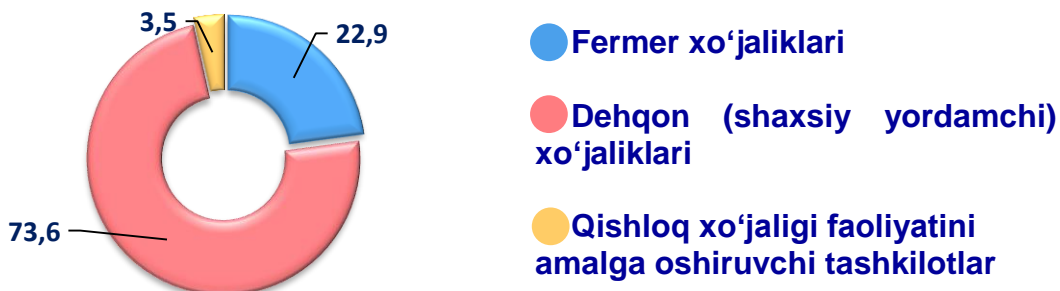 3,5
22,9
73,6
Fermer xo‘jaliklari
Dehqon (shaxsiy yordamchi)
xo‘jaliklari
Qishloq xo‘jaligi faoliyatini
amalga oshiruvchi tashkilotlar